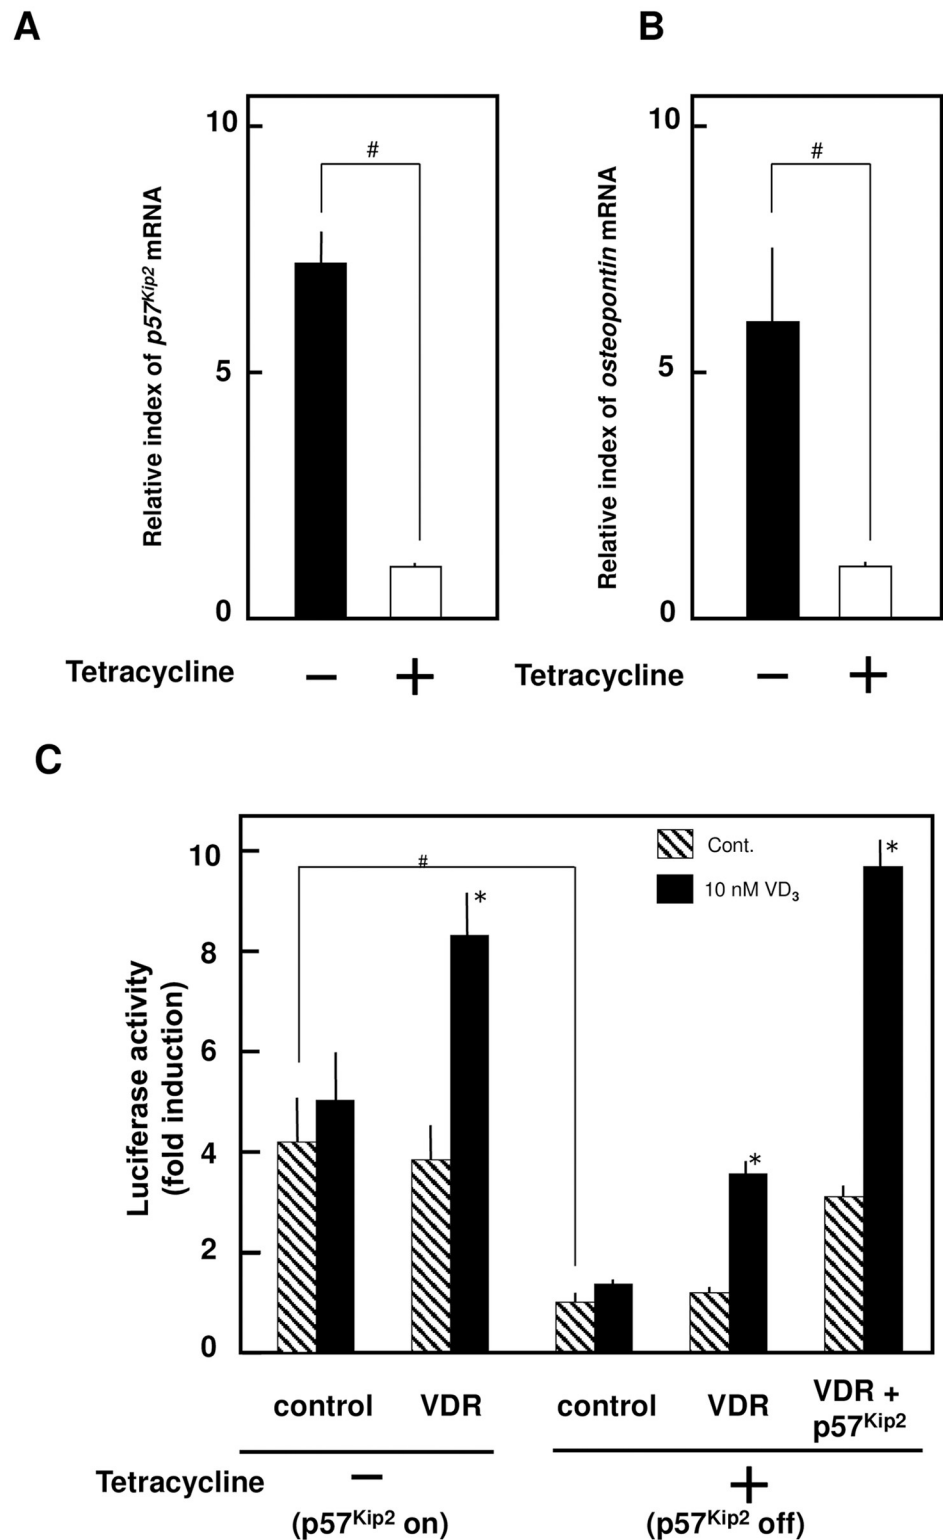 A
B
10
5
0
Relative index of p57Kip2 mRNA
#
Tetracycline
−
+
10
5
0
Relative index of osteopontin mRNA
#
Tetracycline
−
+
C
10
8
6
4
2
0
Luciferase activity
(fold induction)
#
Cont.
10 nM VD3
*
*
*
control
VDR
control
VDR
VDR +
p57Kip2
Tetracycline
−
+
(p57Kip2 on)
(p57Kip2 off)